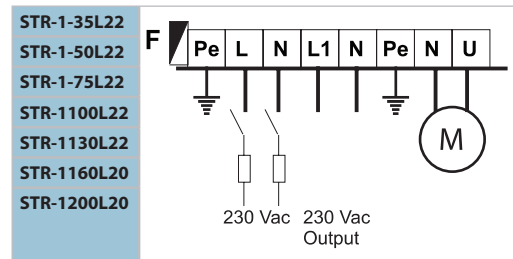 STR-1-35L22
STR-1-50L22
STR-1-75L22
STR-1100L22
STR-1130L22
STR-1160L20
STR-1200L20
F Pe L N L1 N Pe N U
M
230 Vac 230 Vac
Output